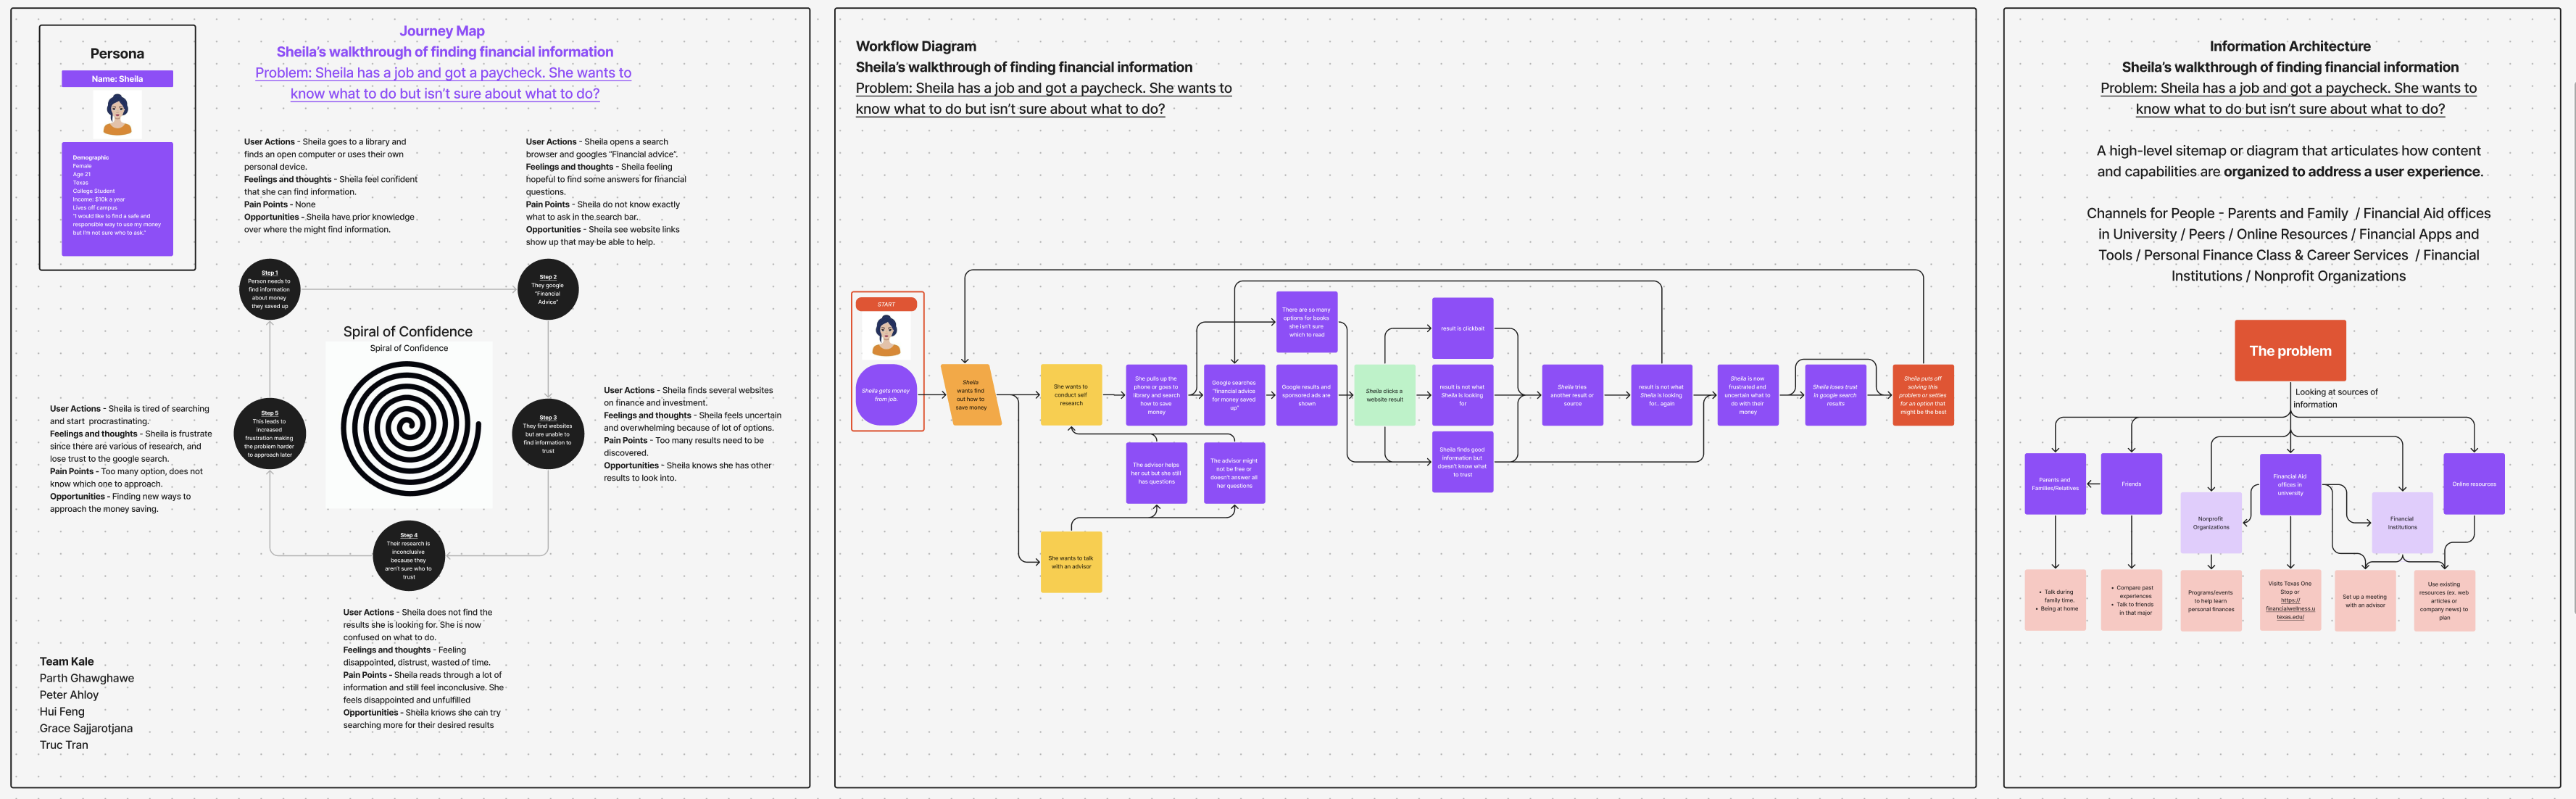 Persona
Name: Sheila
Demographic
Female
Age 21
Texas
College Student
Income: $10k a year
Lives off campus
"I would like to find a safe and
responsible way to use my money
but I'm not sure who to ask."
Journey Map
Sheila's walkthrough of finding financial information
Problem: Sheila has a job and got a paycheck. She wants to
know what to do but isn't sure about what to do?
User Actions - Sheila goes to a library and
finds an open computer or uses their own
personal device.
Feelings and thoughts - Sheila feel confident
that she can find information.
Pain Points - None
Opportunities - Sheila have prior knowledge
over where the might find information.
User Actions - Sheila opens a search
browser and googles "Financial advice".
Feelings and thoughts - Sheila feeling
hopeful to find some answers for financial
questions.
Pain Points - Sheila do not know exactly
what to ask in the search bar.
Opportunities - Sheila see website links
show up that may be able to help.
Step 1
Person needs to
find information
about money
they saved up
Step 2
They google
"Financial
Advice"
Spiral of Confidence
Spiral of Confidence
User Actions - Sheila finds several websites
on finance and investment.
Feelings and thoughts - Sheila feels uncertain
and overwhelming because of lot of options.
Pain Points - Too many results need to be
discovered.
Opportunities - Sheila knows she has other
results to look into.
Step 3
They find websites
but are unable to
find information to
trust
User Actions - Sheila is tired of searching
and start procrastinating.
Feelings and thoughts - Sheila is frustrate
since there are various of research, and
lose trust to the google search.
Pain Points - Too many option, does not
know which one to approach.
Opportunities - Finding new ways to
approach the money saving.
Step 5
This leads to
increased
frustration making
the problem harder
to approach later
Step 4
Their research is
inconclusive
because they
aren't sure who to
trust
User Actions - Sheila does not find the
results she is looking for. She is now
confused on what to do.
Feelings and thoughts - Feeling
disappointed, distrust, wasted of time.
Pain Points - Sheila reads through a lot of
information and still feel inconclusive. She
feels disappointed and unfulfilled
Opportunities - Sheila knows she can try
searching more for their desired results
Team Kale
Parth Ghawghawe
Peter Ahloy
Hui Feng
Grace Sajjarotjana
Truc Tran
Workflow Diagram
Sheila's walkthrough of finding financial information
Problem: Sheila has a job and got a paycheck. She wants to
know what to do but isn't sure about what to do?
START
Sheila gets money
from job.
Sheila
wants find
out how to
save money
She wants to
conduct self
research
She wants to talk
with an advisor
She pulls up the
phone or goes to
library and search
how to save
money
The advisor helps
her out but she still
has questions
The advisor might
not be free or
doesn't answer all
her questions
Google searches
"financial advice
for money saved
up"
There are so many
options for books
she isn't sure
which to read
Google results and
sponsored ads are
shown
Sheila clicks a
website result
result is clickbait
result is not what
Sheila is looking
for
Sheila finds good
information but
doesn't know what
to trust
Sheila tries
another result or
source
result is not what
Sheila is looking
for...again
Sheila is now
frustrated and
uncertain what to
do with their
money
Sheila loses trust
in google search
results
Sheila puts off
solving this
problem or settles
for an option that
might be the best
Information Architecture
Sheila's walkthrough of finding financial information
Problem: Sheila has a job and got a paycheck. She wants to
know what to do but isn't sure about what to do?
A high-level sitemap or diagram that articulates how content
and capabilities are organized to address a user experience.
Channels for People - Parents and Family / Financial Aid offices
in University / Peers / Online Resources / Financial Apps and
Tools / Personal Finance Class & Career Services / Financial
Institutions / Nonprofit Organizations
The problem
Looking at sources of
information
Parents and
Families/Relatives
Friends
Nonprofit
Organizations
Financial Aid
offices in
university
Financial
Institutions
Online resources
• Talk during
family time.
• Being at home
• Compare past
experiences
• Talk to friends
in that major
Programs/events
to help learn
personal finances
Visits Texas One
Stop or
https://
financialwellness.u
texas.edu/
Set up a meeting
with an advisor
Use existing
resources (ex. web
articles or
company news) to
plan